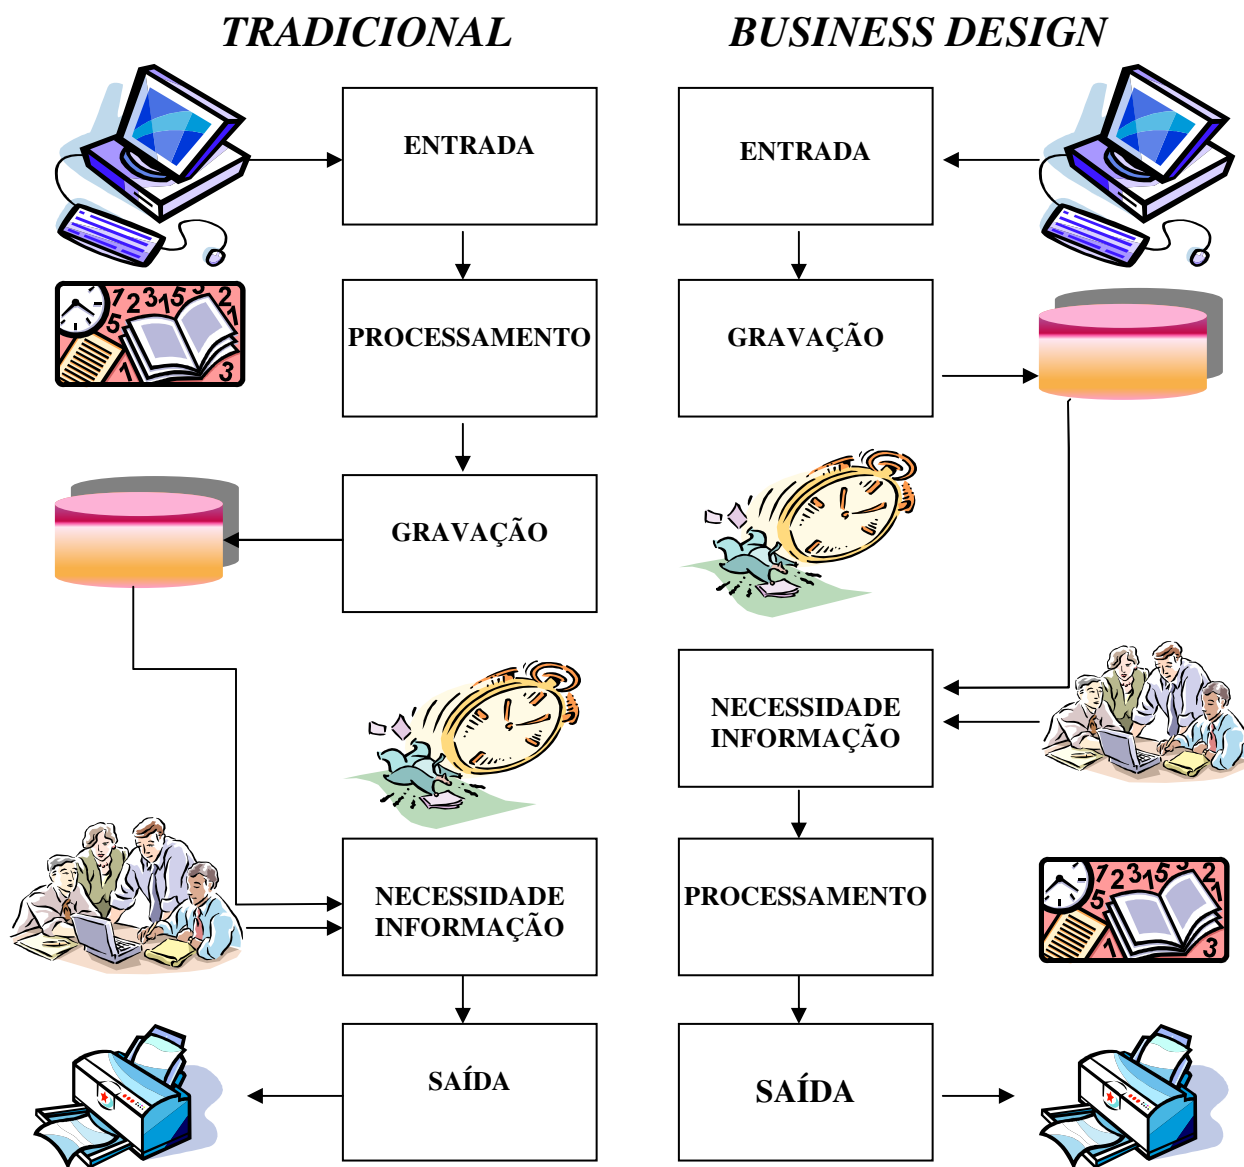 TRADICIONAL
ENTRADA
PROCESSAMENTO
GRAVAÇÃO
NECESSIDADE
INFORMAÇÃO
SAÍDA
BUSINESS DESIGN
ENTRADA
GRAVAÇÃO
NECESSIDADE
INFORMAÇÃO
PROCESSAMENTO
SAÍDA